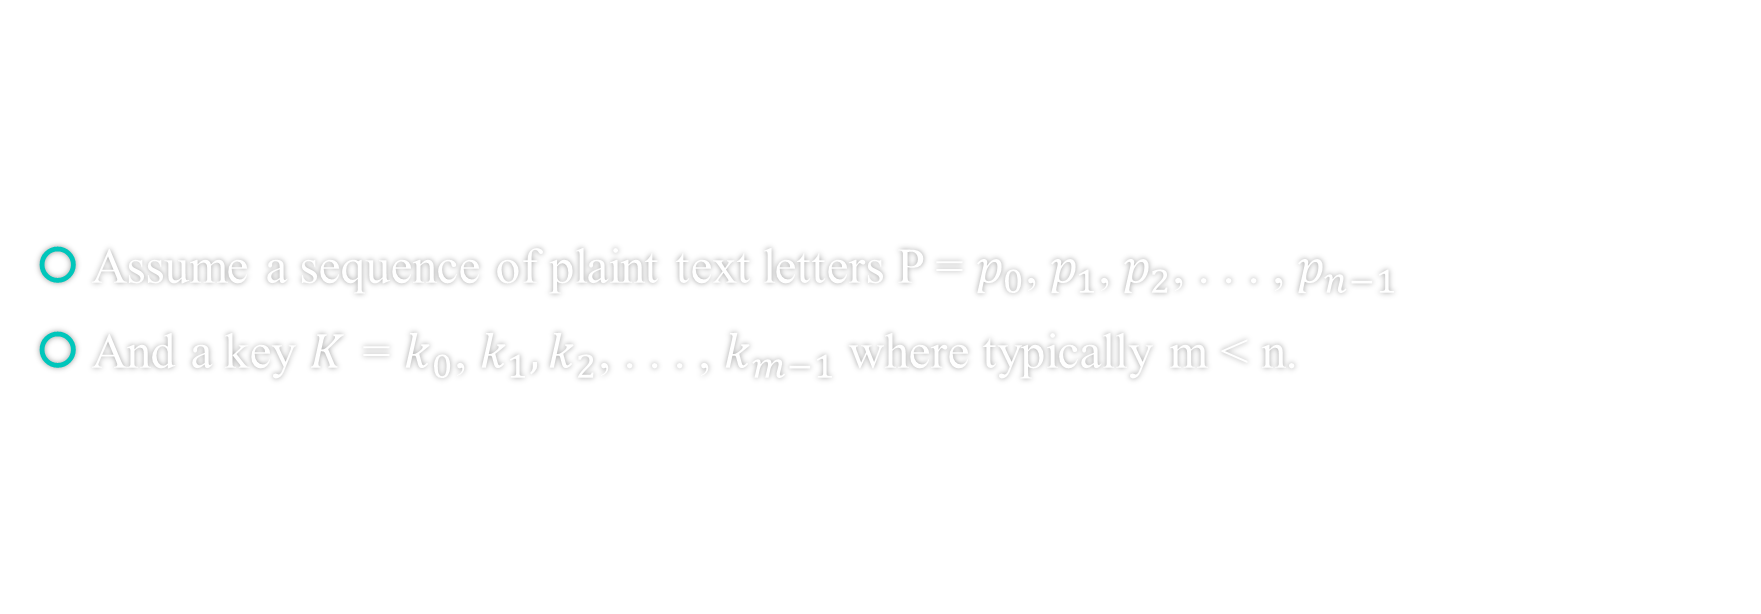 Assume a sequence of plaint text letters P = p₀, p₁, p₂, . . . , pₙ₋₁
And a key K = k₀, k₁, k₂, . . . , kₘ₋₁ where typically m < n.